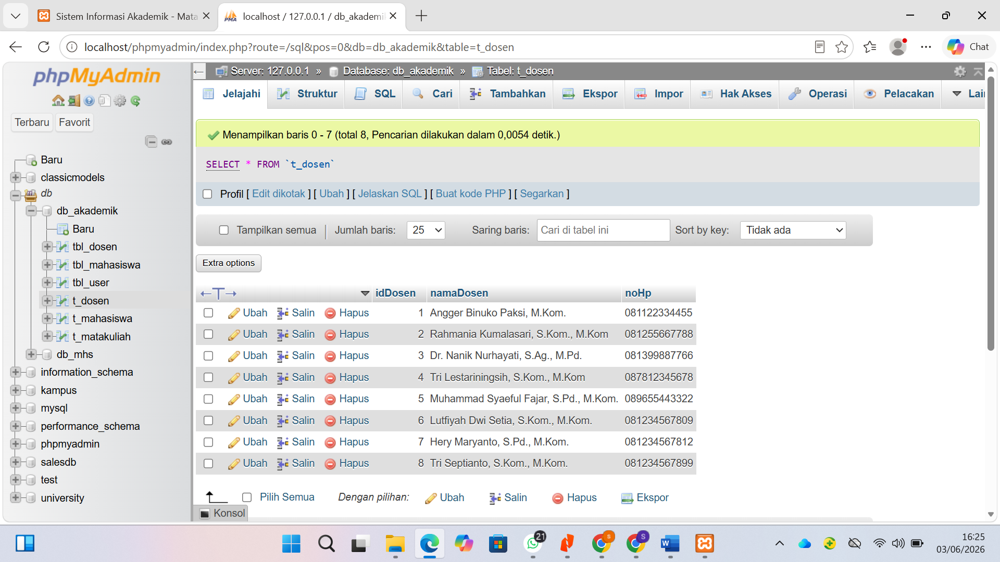 Sistem Informasi Akademik - Mata
localhost / 127.0.0.1 / db_akademi
localhost/phpmyadmin/index.php?route=/sql&pos=0&db=db_akademik&table=t_dosen
Chat
phpMyAdmin
Terbaru
Favorit
Baru
classicmodels
db
db_akademik
Baru
tbl_dosen
tbl_mahasiswa
tbl_user
t_dosen
t_mahasiswa
t_matakuliah
db_mhs
information_schema
kampus
mysql
performance_schema
phpmyadmin
salesdb
test
university
Server: 127.0.0.1 » Database: db_akademik » Tabel: t_dosen
Jelajahi Struktur SQL Cari Tambahkan Ekspor Impor Hak Akses Operasi Pelacakan Lai
Menampilkan baris 0 - 7 (total 8, Pencarian dilakukan dalam 0,0054 detik.)
SELECT * FROM `t_dosen`
Profil [ Edit dikotak ] [ Ubah ] [ Jelaskan SQL ] [ Buat kode PHP ] [ Segarkan ]
Tampilkan semua | Jumlah baris: 25 Saring baris: Cari di tabel ini Sort by key: Tidak ada
Extra options
←T→ idDosen namaDosen noHp
Ubah Salin Hapus 1 Angger Binuko Paksi, M.Kom. 081122334455
Ubah Salin Hapus 2 Rahmania Kumalasari, S.Kom., M.Kom 081255667788
Ubah Salin Hapus 3 Dr. Nanik Nurhayati, S.Ag., M.Pd. 081399887766
Ubah Salin Hapus 4 Tri Lestariningsih, S.Kom., M.Kom 087812345678
Ubah Salin Hapus 5 Muhammad Syaeful Fajar, S.Pd., M.Kom. 089655443322
Ubah Salin Hapus 6 Lutfiyah Dwi Setia, S.Kom., M.Kom. 081234567809
Ubah Salin Hapus 7 Hery Maryanto, S.Pd., M.Kom. 081234567812
Ubah Salin Hapus 8 Tri Septianto, S.Kom., M.Kom. 081234567899
Pilih Semua Dengan pilihan: Ubah Salin Hapus Ekspor
Konsol
21
S
S
W
16:25
03/06/2026